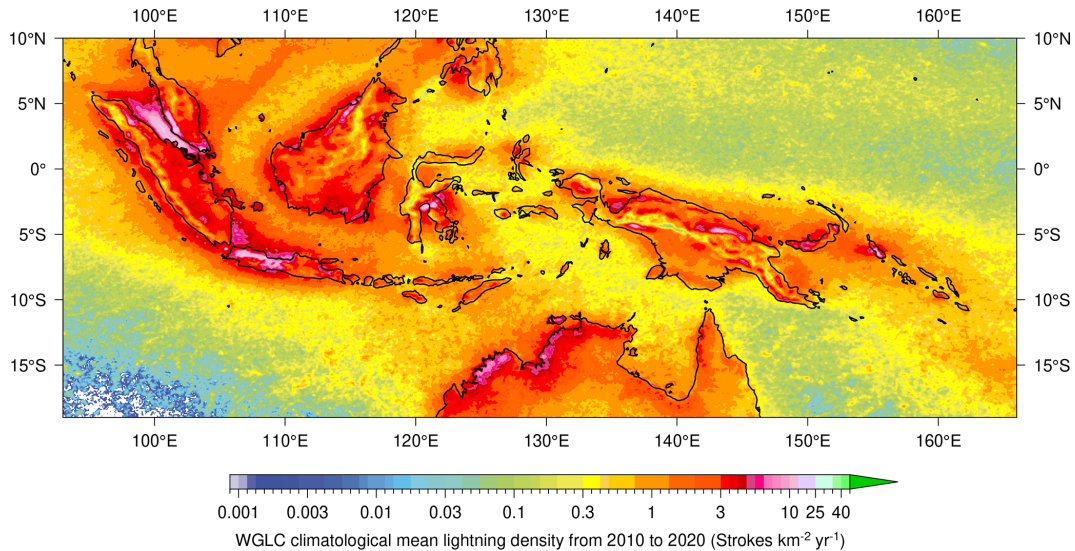 100°E 110°E 120°E 130°E 140°E 150°E 160°E
10°N 10°N
5°N 5°N
0° 0°
5°S 5°S
10°S 10°S
15°S 15°S
100°E 110°E 120°E 130°E 140°E 150°E 160°E
0.001 0.003 0.01 0.03 0.1 0.3 1 3 10 25 40
WGLC climatological mean lightning density from 2010 to 2020 (Strokes km⁻² yr⁻¹)